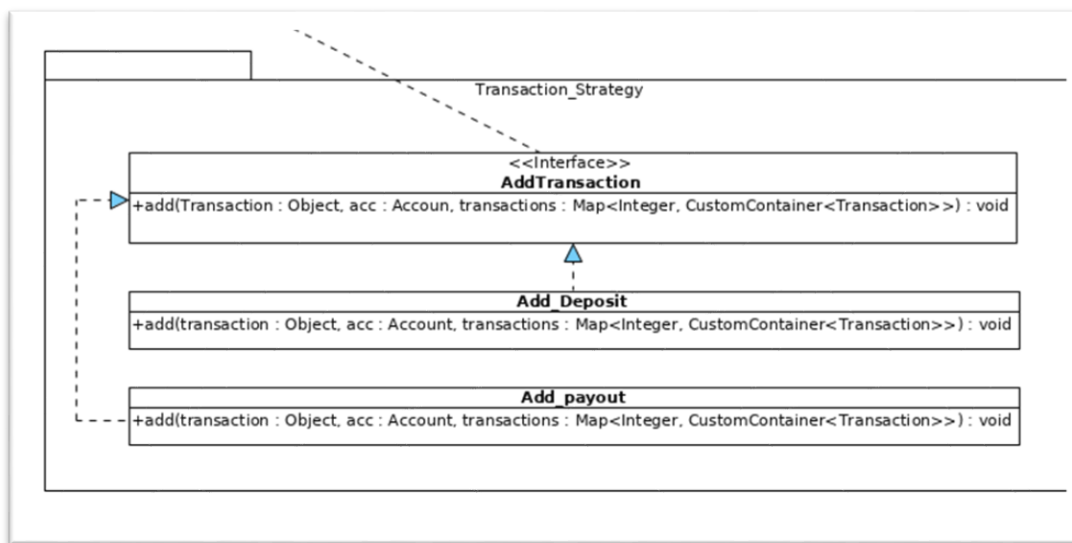 Transaction_Strategy
<<Interface>>
AddTransaction
+add(Transaction : Object, acc : Accoun, transactions : Map<Integer, CustomContainer<Transaction>>) : void
Add_Deposit
+add(transaction : Object, acc : Account, transactions : Map<Integer, CustomContainer<Transaction>>) : void
Add_payout
+add(transaction : Object, acc : Account, transactions : Map<Integer, CustomContainer<Transaction>>) : void